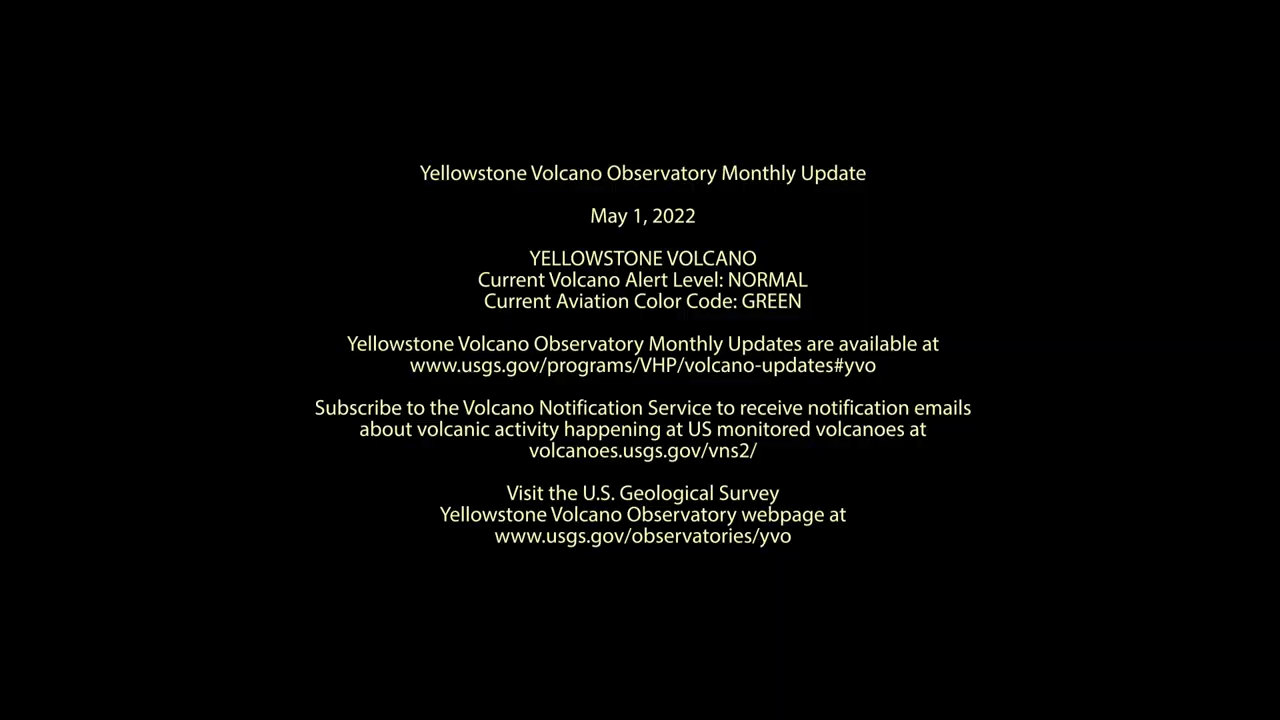 Yellowstone Volcano Observatory Monthly Update
May 1, 2022
YELLOWSTONE VOLCANO
Current Volcano Alert Level: NORMAL
Current Aviation Color Code: GREEN
Yellowstone Volcano Observatory Monthly Updates are available at
www.usgs.gov/programs/VHP/volcano-updates#yvo
Subscribe to the Volcano Notification Service to receive notification emails
about volcanic activity happening at US monitored volcanoes at
volcanoes.usgs.gov/vns2/
Visit the U.S. Geological Survey
Yellowstone Volcano Observatory webpage at
www.usgs.gov/observatories/yvo